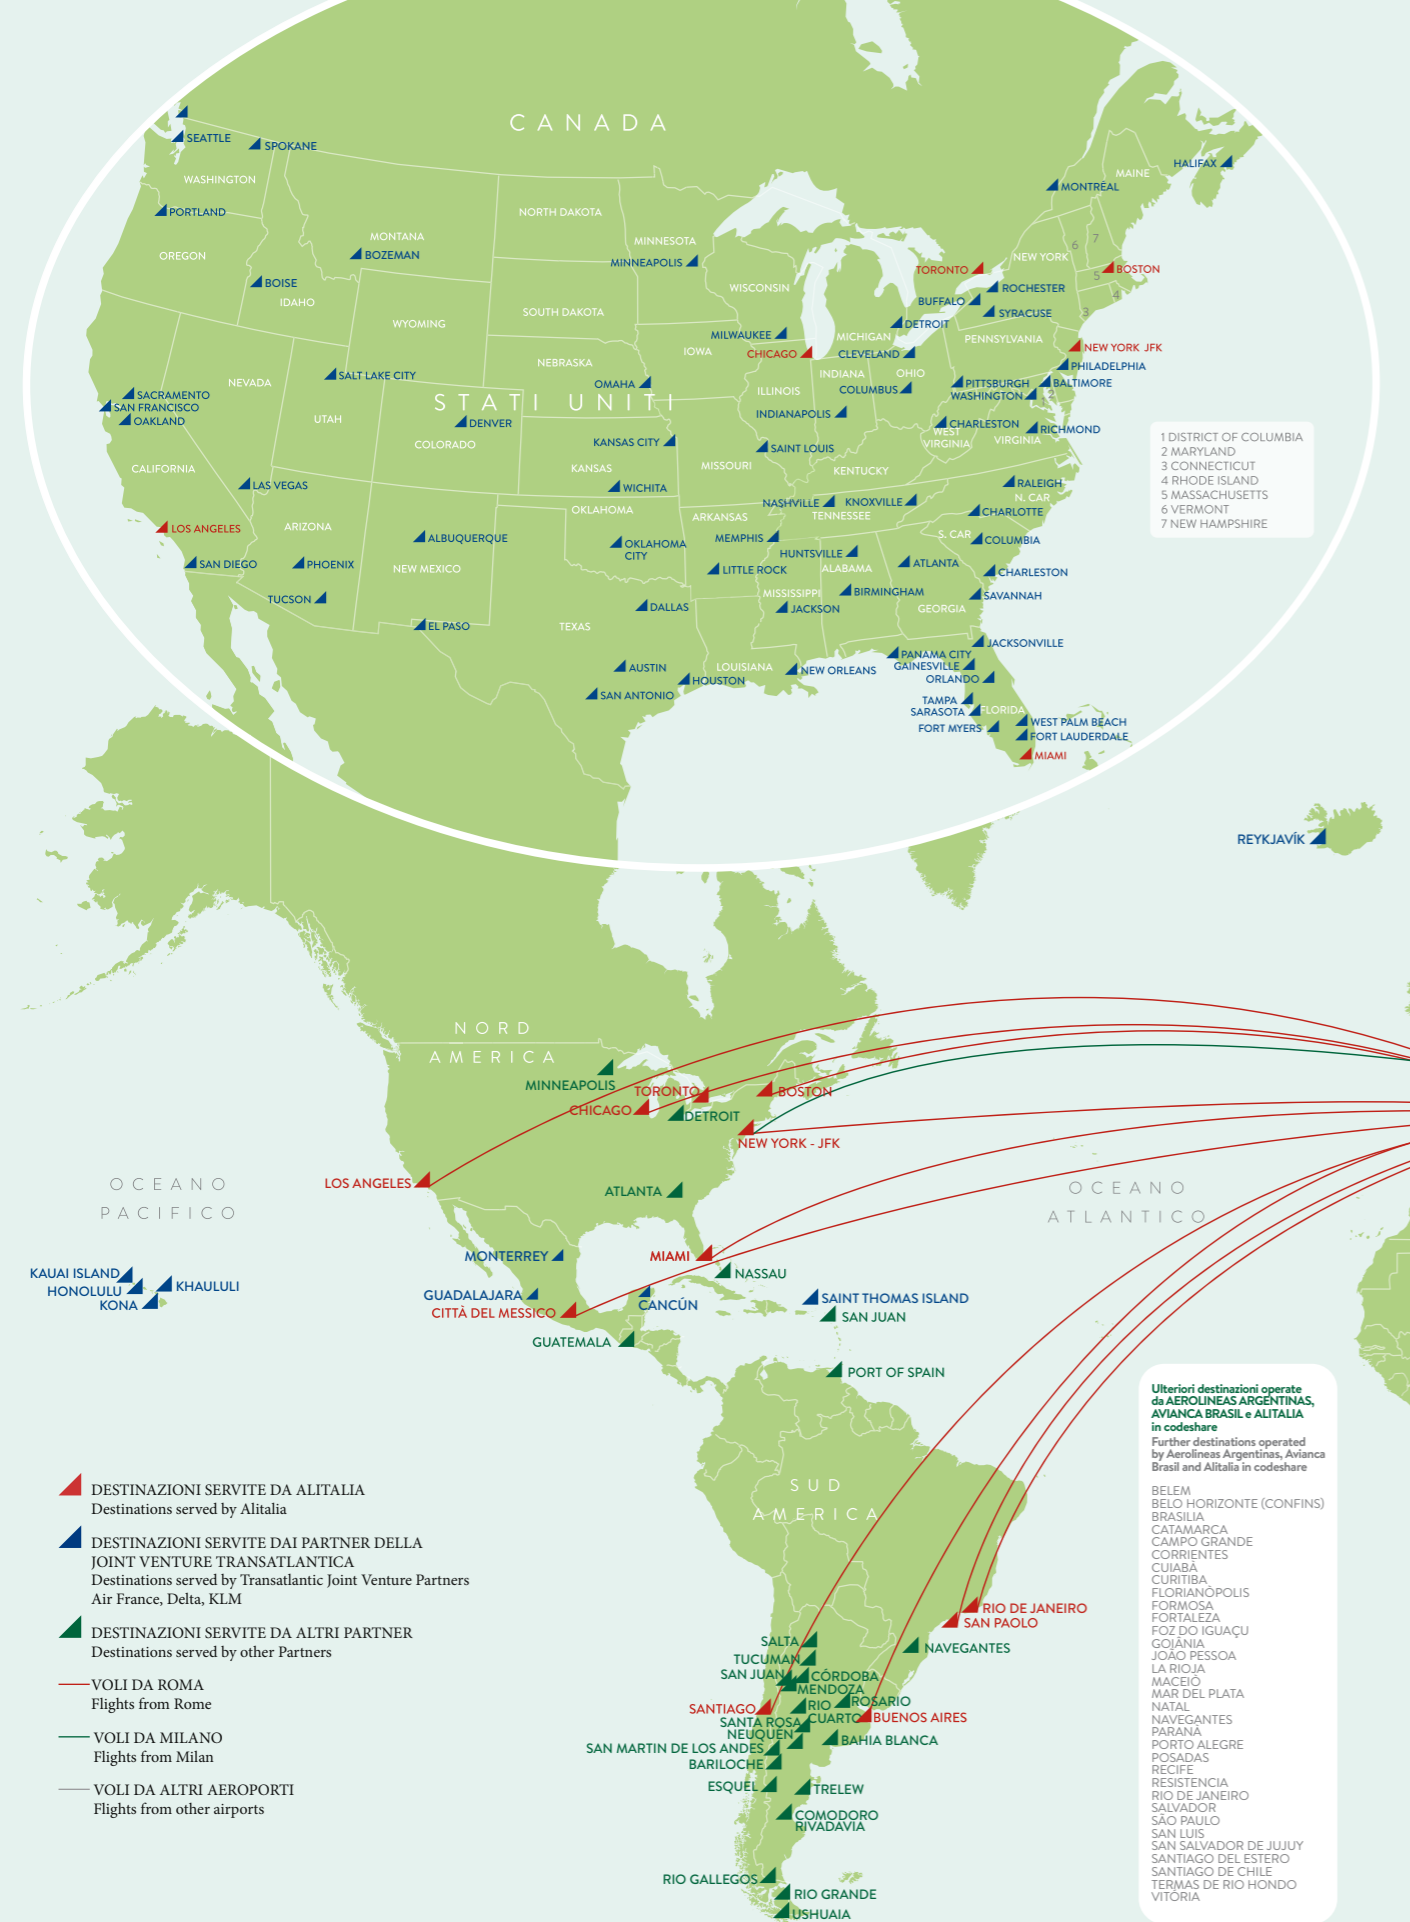 CANADA
SEATTLE
SPOKANE
WASHINGTON
PORTLAND
OREGON
MONTANA
BOZEMAN
BOISE
IDAHO
NORTH DAKOTA
MINNESOTA
MINNEAPOLIS
WISCONSIN
SOUTH DAKOTA
WYOMING
HALIFAX
MAINE
MONTRÉAL
6
7
NEW YORK
TORONTO
BOSTON
5
ROCHESTER
4
BUFFALO
SYRACUSE
3
DETROIT
MILWAUKEE
MICHIGAN
PENNSYLVANIA
CHICAGO
CLEVELAND
NEW YORK JFK
IOWA
NEBRASKA
INDIANA
OHIO
PHILADELPHIA
SALT LAKE CITY
NEVADA
OMAHA
ILLINOIS
COLUMBUS
PITTSBURGH
BALTIMORE
WASHINGTON
2
SACRAMENTO
SAN FRANCISCO
OAKLAND
UTAH
STATI UNITI
INDIANAPOLIS
DENVER
CHARLESTON
RICHMOND
WEST
VIRGINIA
VIRGINIA
COLORADO
KANSAS CITY
SAINT LOUIS
CALIFORNIA
KANSAS
MISSOURI
KENTUCKY
1 DISTRICT OF COLUMBIA
2 MARYLAND
3 CONNECTICUT
4 RHODE ISLAND
5 MASSACHUSETTS
6 VERMONT
7 NEW HAMPSHIRE
LAS VEGAS
WICHITA
RALEIGH
N. CAR
NASHVILLE
KNOXVILLE
OKLAHOMA
ARKANSAS
TENNESSEE
CHARLOTTE
LOS ANGELES
ARIZONA
ALBUQUERQUE
OKLAHOMA
CITY
MEMPHIS
S. CAR
COLUMBIA
HUNTSVILLE
SAN DIEGO
PHOENIX
NEW MEXICO
LITTLE ROCK
ALABAMA
ATLANTA
CHARLESTON
TUCSON
MISSISSIPPI
BIRMINGHAM
SAVANNAH
DALLAS
JACKSON
GEORGIA
EL PASO
TEXAS
JACKSONVILLE
PANAMA CITY
AUSTIN
LOUISIANA
NEW ORLEANS
GAINESVILLE
HOUSTON
ORLANDO
SAN ANTONIO
TAMPA
SARASOTA
FLORIDA
FORT MYERS
WEST PALM BEACH
FORT LAUDERDALE
MIAMI
REYKJAVÍK
NORD
AMERICA
MINNEAPOLIS
TORONTO
BOSTON
CHICAGO
DETROIT
NEW YORK - JFK
LOS ANGELES
ATLANTA
OCEANO
PACIFICO
OCEANO
ATLANTICO
MONTERREY
MIAMI
NASSAU
KAUAI ISLAND
HONOLULU
KHAULULI
KONA
GUADALAJARA
CANCÚN
CITTÀ DEL MESSICO
SAINT THOMAS ISLAND
SAN JUAN
GUATEMALA
PORT OF SPAIN
SUD
AMERICA
RIO DE JANEIRO
SAN PAOLO
SALTA
NAVEGANTES
TUCUMAN
SAN JUAN
CÓRDOBA
MENDOZA
SANTIAGO
RIO
CUARTO
ROSARIO
SANTA ROSA
BUENOS AIRES
NEUQUÉN
SAN MARTIN DE LOS ANDES
BAHIA BLANCA
BARILOCHE
ESQUEL
TRELEW
COMODORO
RIVADAVIA
RIO GALLEGOS
RIO GRANDE
USHUAIA
DESTINAZIONI SERVITE DA ALITALIA
Destinations served by Alitalia
DESTINAZIONI SERVITE DAI PARTNER DELLA
JOINT VENTURE TRANSATLANTICA
Destinations served by Transatlantic Joint Venture Partners
Air France, Delta, KLM
DESTINAZIONI SERVITE DA ALTRI PARTNER
Destinations served by other Partners
VOLI DA ROMA
Flights from Rome
VOLI DA MILANO
Flights from Milan
VOLI DA ALTRI AEROPORTI
Flights from other airports
Ulteriori destinazioni operate
da AEROLINEAS ARGENTINAS,
AVIANCA BRASIL e ALITALIA
in codeshare
Further destinations operated
by Aerolineas Argentinas, Avianca
Brasil and Alitalia in codeshare
BELEM
BELO HORIZONTE (CONFINS)
BRASILIA
CATAMARCA
CAMPO GRANDE
CORRIENTES
CUIABÁ
CURITIBA
FLORIANÓPOLIS
FORMOSA
FORTALEZA
FOZ DO IGUAÇU
GOIÂNIA
JOÃO PESSOA
LA RIOJA
MACEIÓ
MAR DEL PLATA
NATAL
NAVEGANTES
PARANÁ
PORTO ALEGRE
POSADAS
RECIFE
RESISTENCIA
RIO DE JANEIRO
SALVADOR
SÃO PAULO
SAN LUIS
SAN SALVADOR DE JUJUY
SANTIAGO DEL ESTERO
SANTIAGO DE CHILE
TERMAS DE RIO HONDO
VITÓRIA